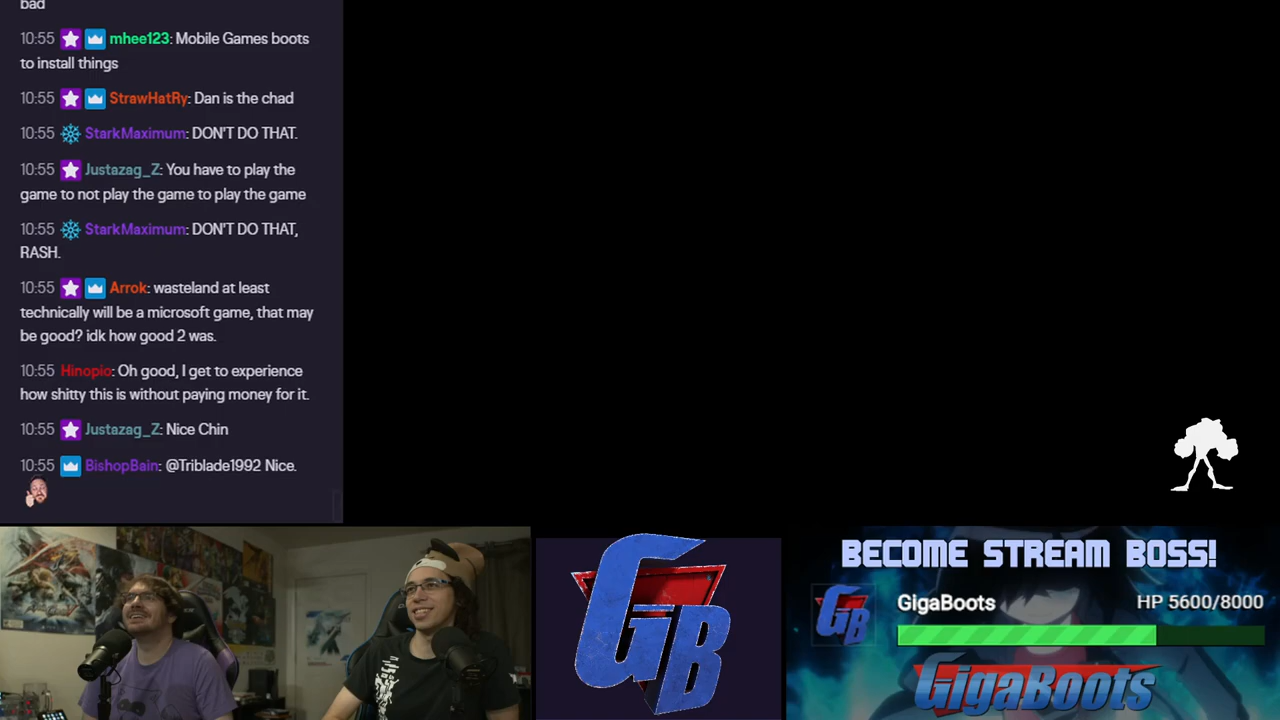 bad
10:55 mhee123: Mobile Games boots
to install things
10:55 StrawHatRy: Dan is the chad
10:55 StarkMaximum: DON'T DO THAT.
10:55 Justazag_Z: You have to play the
game to not play the game to play the game
10:55 StarkMaximum: DON'T DO THAT,
RASH.
10:55 Arrok: wasteland at least
technically will be a microsoft game, that may
be good? idk how good 2 was.
10:55 Hinopio: Oh good, I get to experience
how shitty this is without paying money for it.
10:55 Justazag_Z: Nice Chin
10:55 BishopBain: @Triblade1992 Nice.
GB
BECOME STREAM BOSS!
GB
GigaBoots
HP 5600/8000
GIGABOOTS